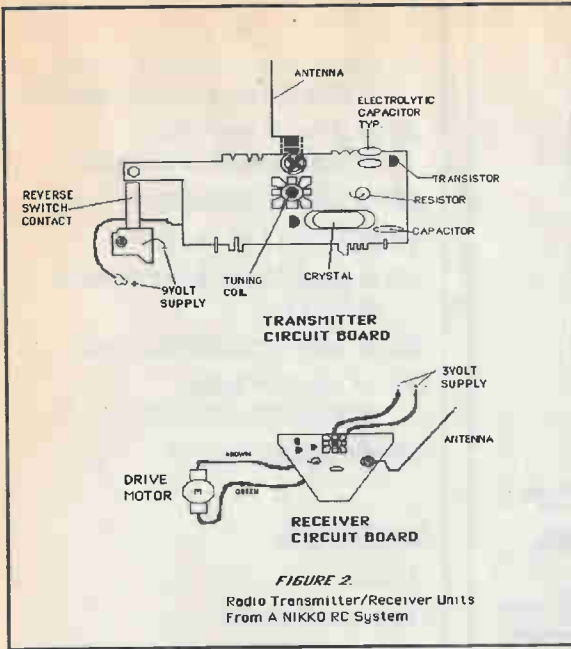 ANTENNA
ELECTROLYTIC
CAPACITOR
TYP.
TRANSISTOR
REVERSE
SWITCH
CONTACT
RESISTOR
CAPACITOR
9VOLT
SUPPLY
TUNING
COIL
CRYSTAL
TRANSMITTER
CIRCUIT BOARD
3VOLT
SUPPLY
ANTENNA
BROWN
DRIVE
MOTOR
GREEN
RECEIVER
CIRCUIT BOARD
FIGURE 2.
Radio Transmitter/Receiver Units
From A NIKKO RC System